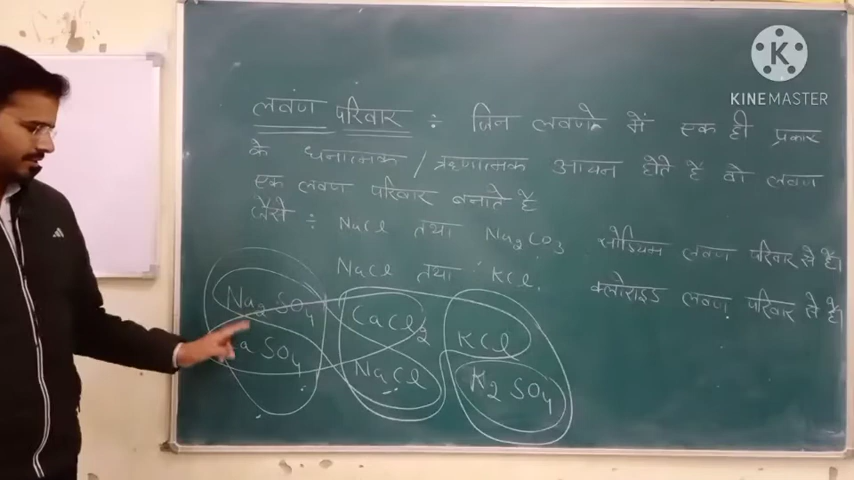 KINEMASTER
लवण परिवार ÷ जिन लवणो में एक ही प्रकार
के धनात्मक / ऋणात्मक आयन होते हैं वो लवण
एक लवण परिवार बनाते हैं
जैसे ÷ NaCl तथा Na₂CO₃ सोडियम लवण परिवार से है।
NaCl तथा KCl. क्लोराइड लवण परिवार से है।
Na₂SO₄ CaCl₂ KCl
SO₄ NaCl K₂SO₄